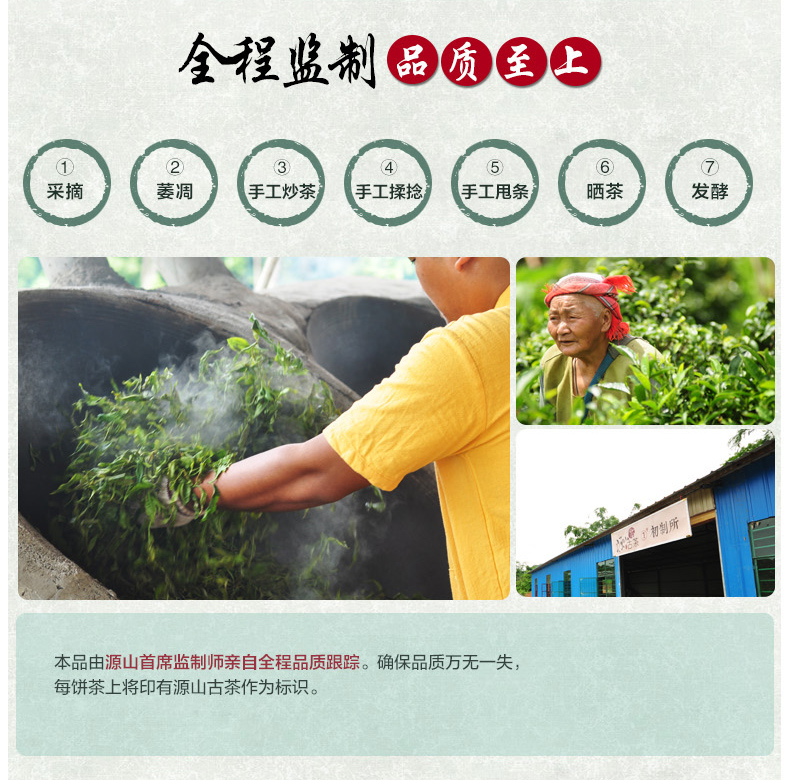 全程监制 品质至上
① ② ③ ④ ⑤ ⑥ ⑦
采摘 萎凋 手工炒茶 手工揉捻 手工甩条 晒茶 发酵
初制所
本品由源山首席监制师亲自全程品质跟踪。确保品质万无一失，
每饼茶上将印有源山古茶作为标识。